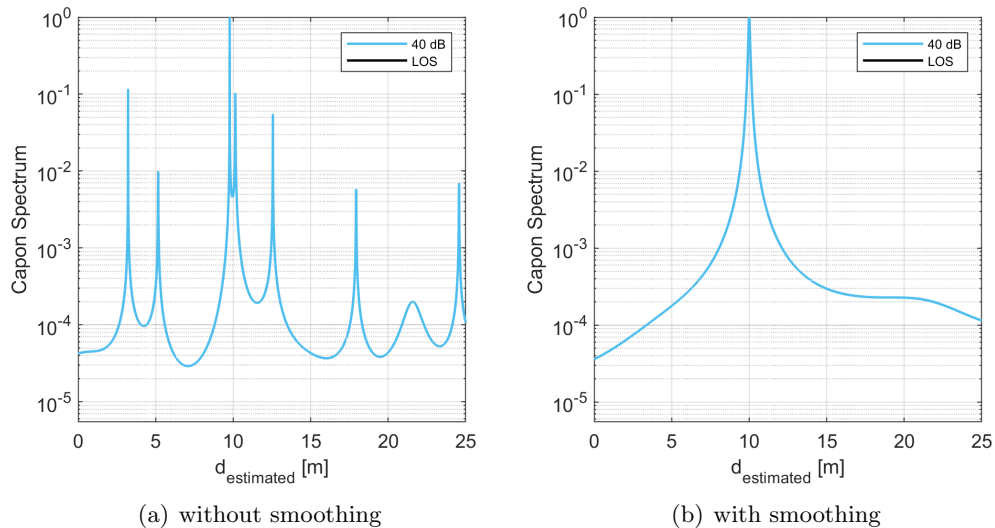 10^0
10^-1
10^-2
10^-3
10^-4
10^-5
Capon Spectrum
40 dB
LOS
0 5 10 15 20 25
d_estimated [m]
(a) without smoothing
10^0
10^-1
10^-2
10^-3
10^-4
10^-5
Capon Spectrum
40 dB
LOS
0 5 10 15 20 25
d_estimated [m]
(b) with smoothing